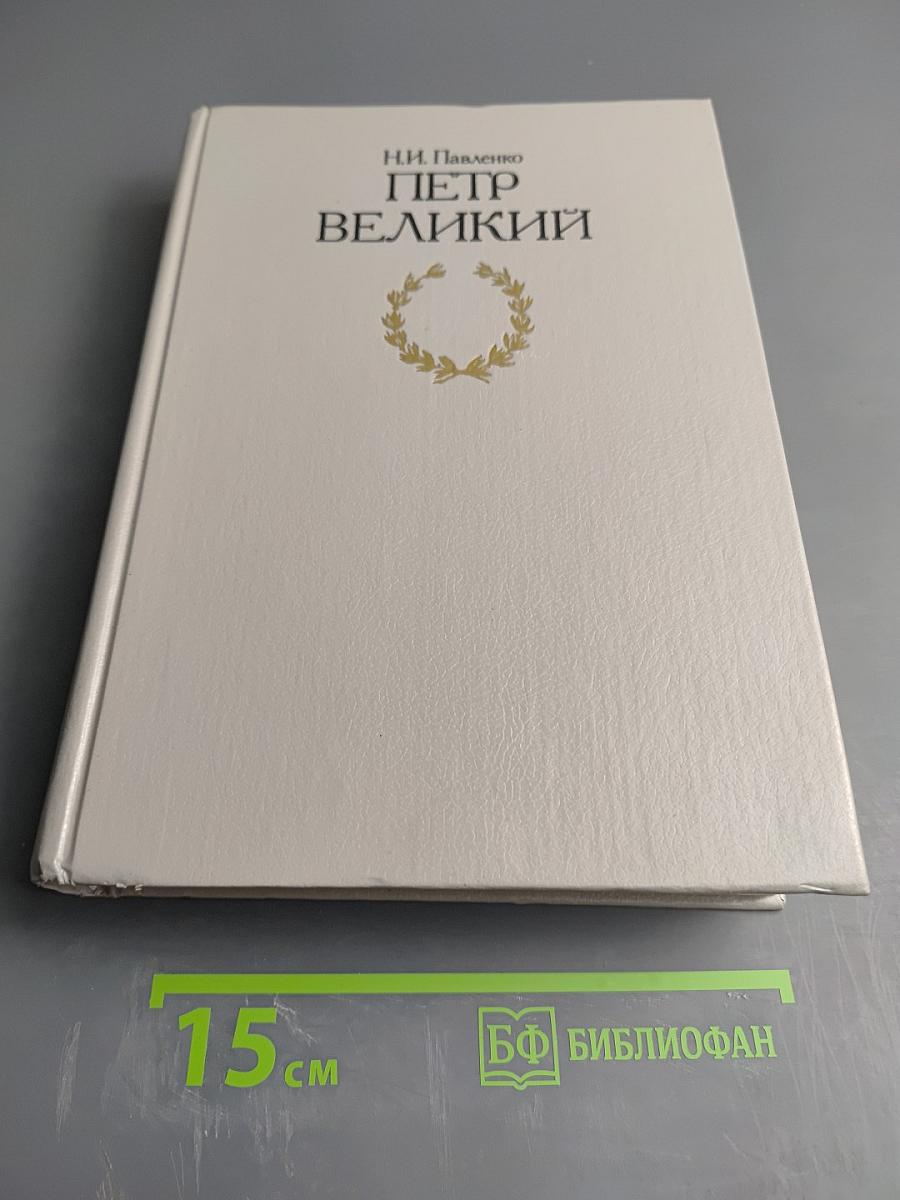 Н.И. Павленко
ПЕТР
ВЕЛИКИЙ
15 см
БФ БИБЛИОФАН